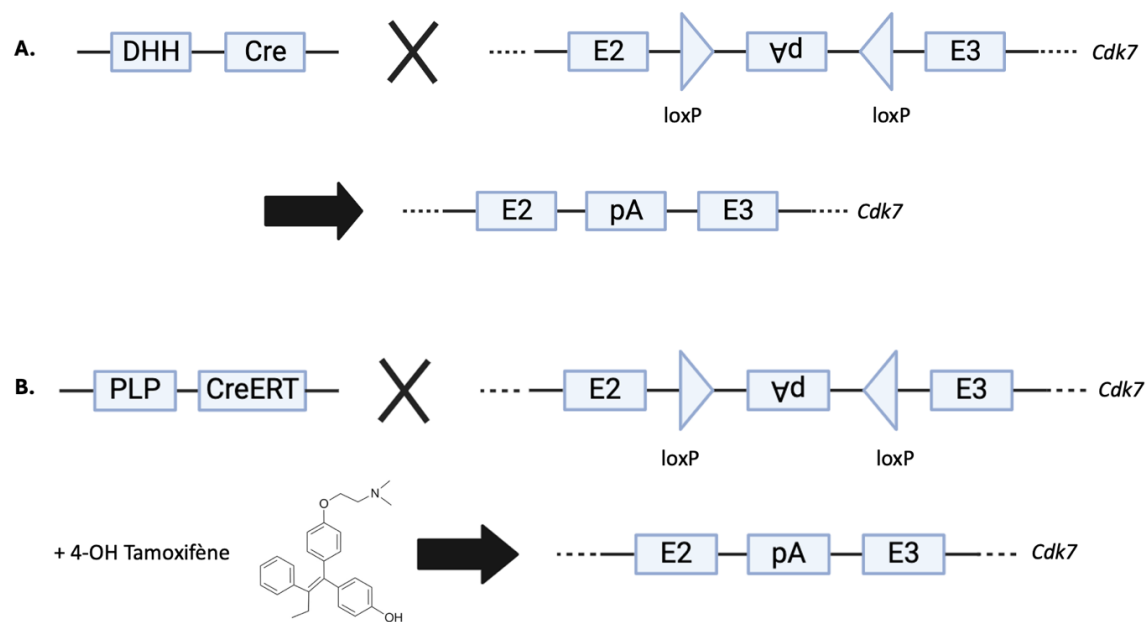 A.
DHH Cre E2 pA E3 Cdk7
loxP loxP
E2 pA E3 Cdk7
B.
PLP CreERT E2 pA E3 Cdk7
loxP loxP
+ 4-OH Tamoxifène
O N
OH
E2 pA E3 Cdk7